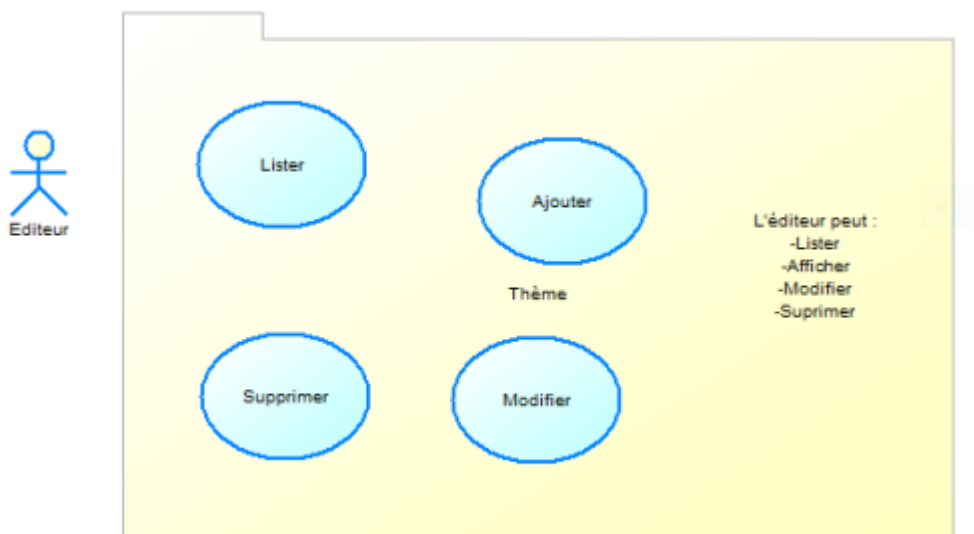 Lister
Ajouter
Editeur
L'éditeur peut :
-Lister
-Afficher
-Modifier
-Suprimer
Thème
Supprimer
Modifier